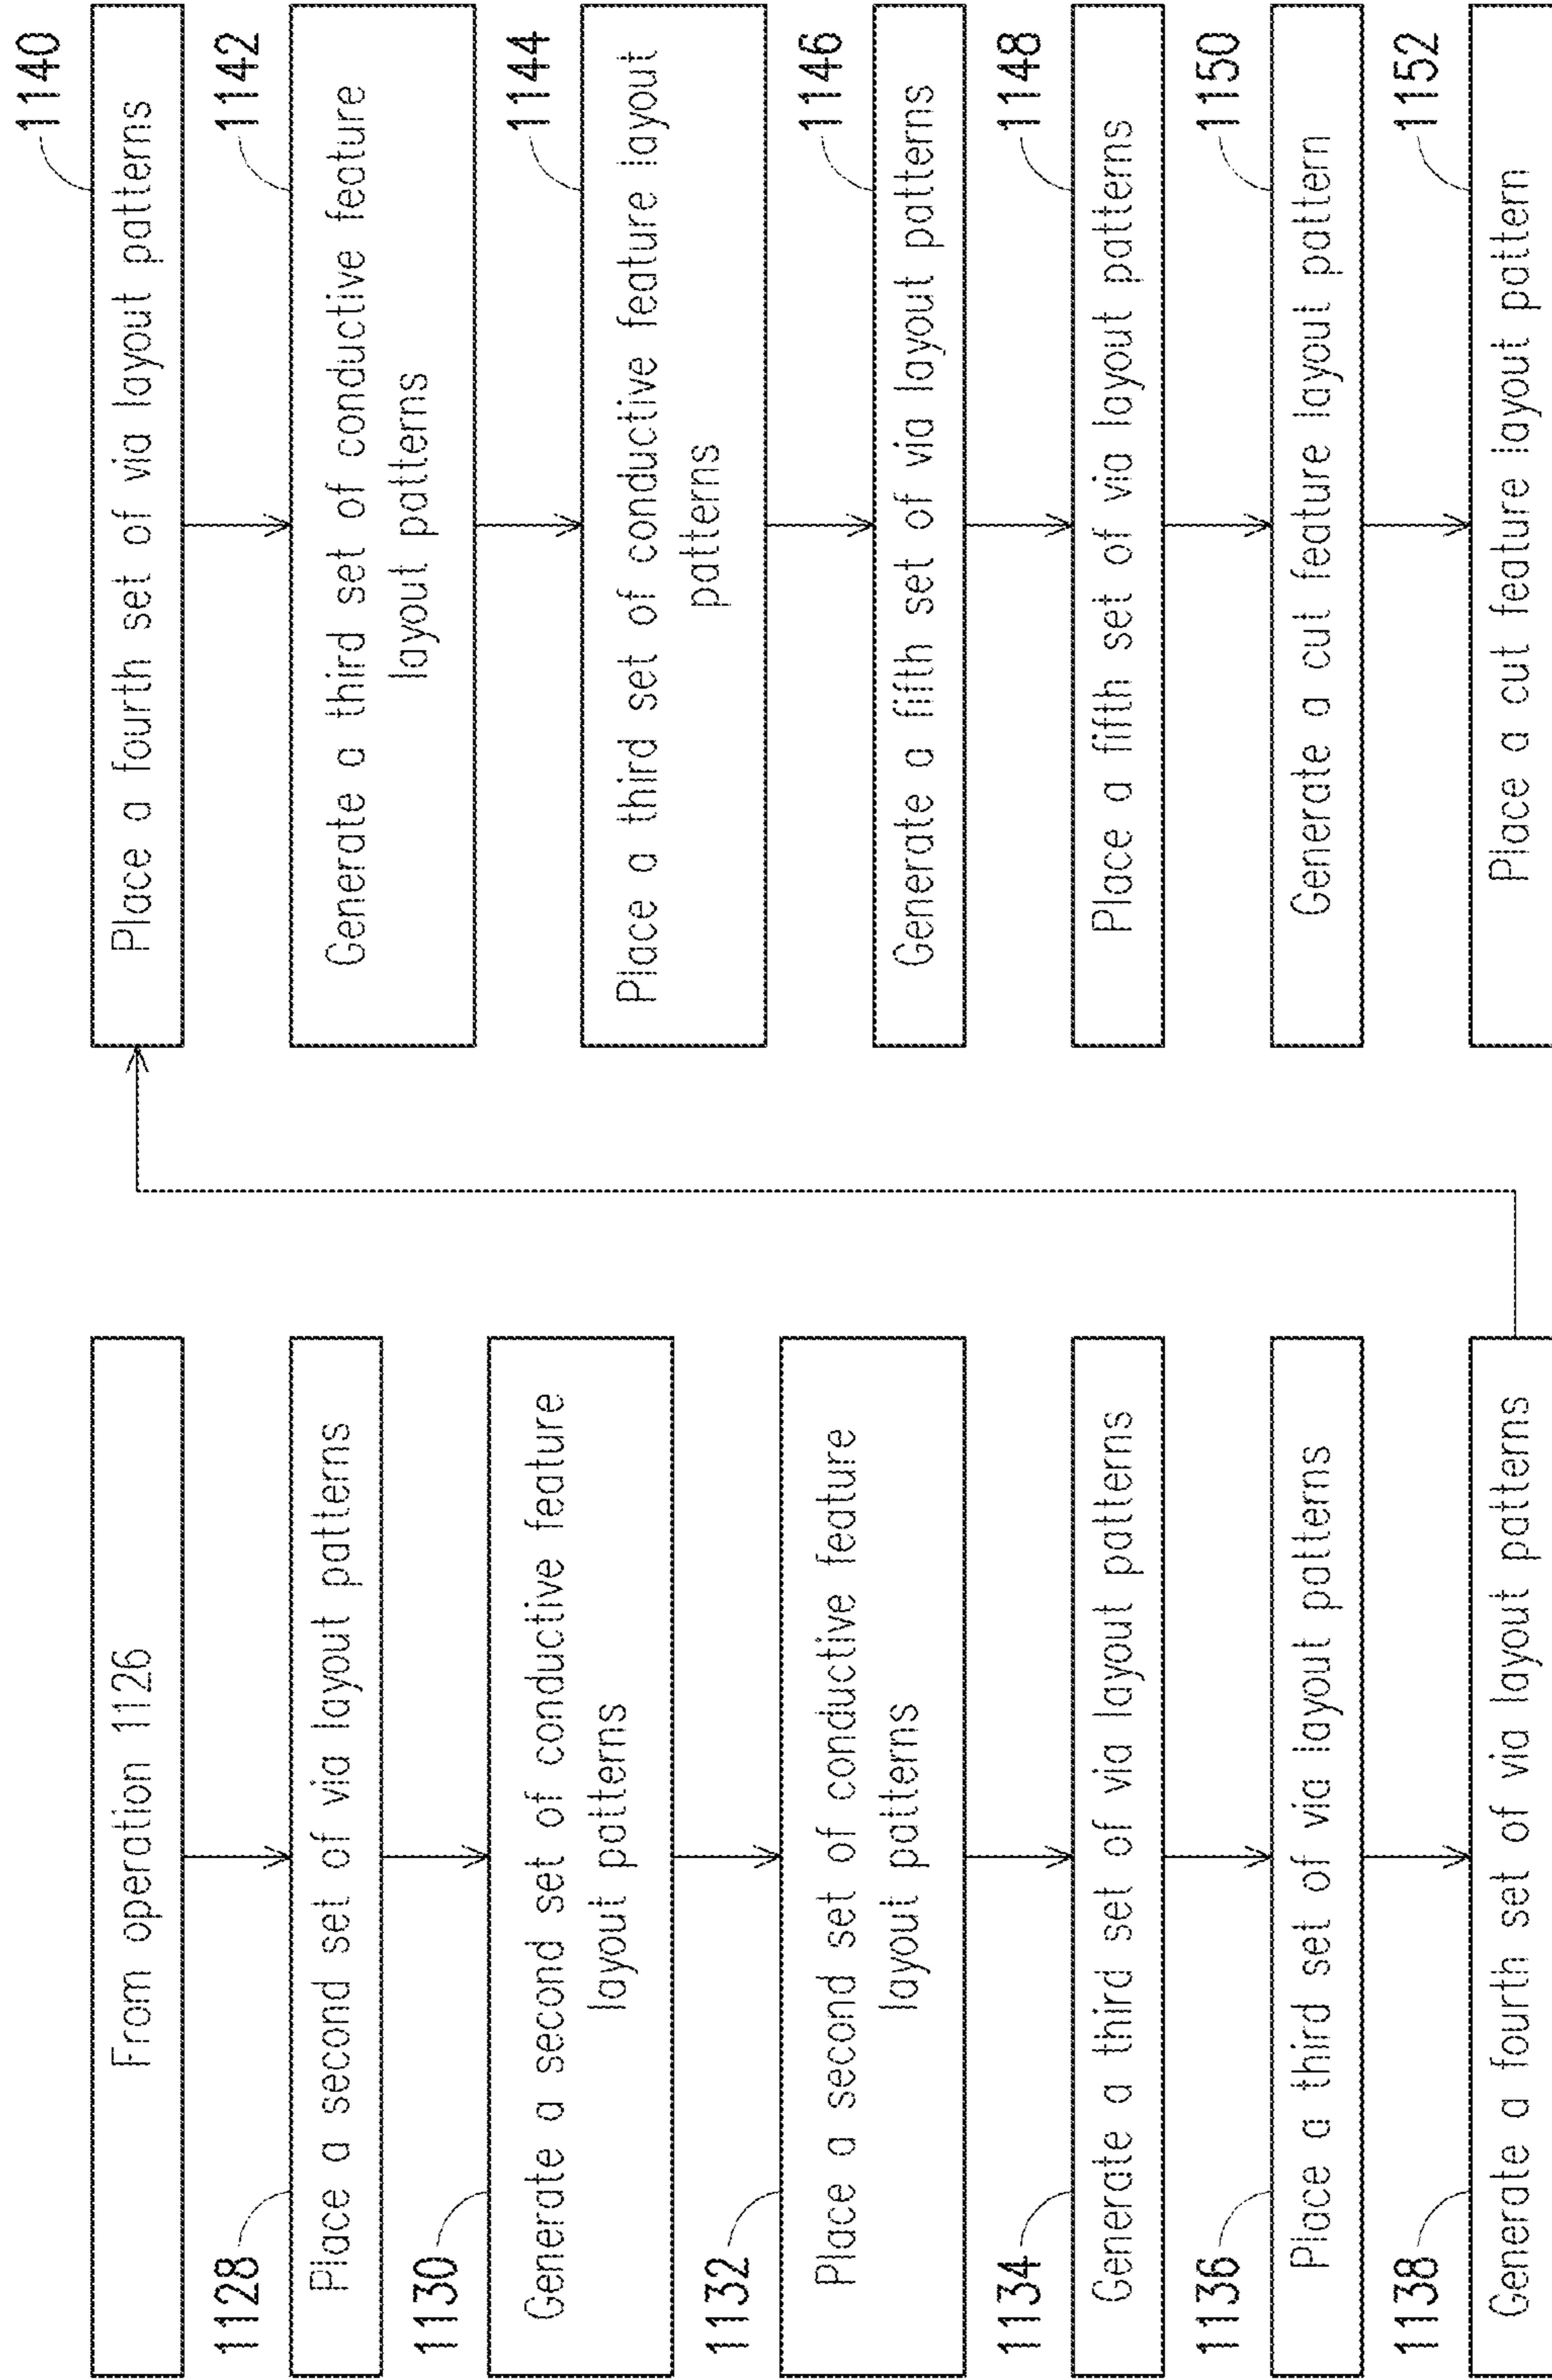 From operation 1126
1128
Place a second set of via layout patterns
1130
Generate a second set of conductive feature
layout patterns
1132
Place a second set of conductive feature
layout patterns
1134
Generate a third set of via layout patterns
1136
Place a third set of via layout patterns
1138
Generate a fourth set of via layout patterns
1140
Place a fourth set of via layout patterns
1142
Generate a third set of conductive feature
layout patterns
1144
Place a third set of conductive feature layout
patterns
1146
Generate a fifth set of via layout patterns
1148
Place a fifth set of via layout patterns
1150
Generate a cut feature layout pattern
1152
Place a cut feature layout pattern